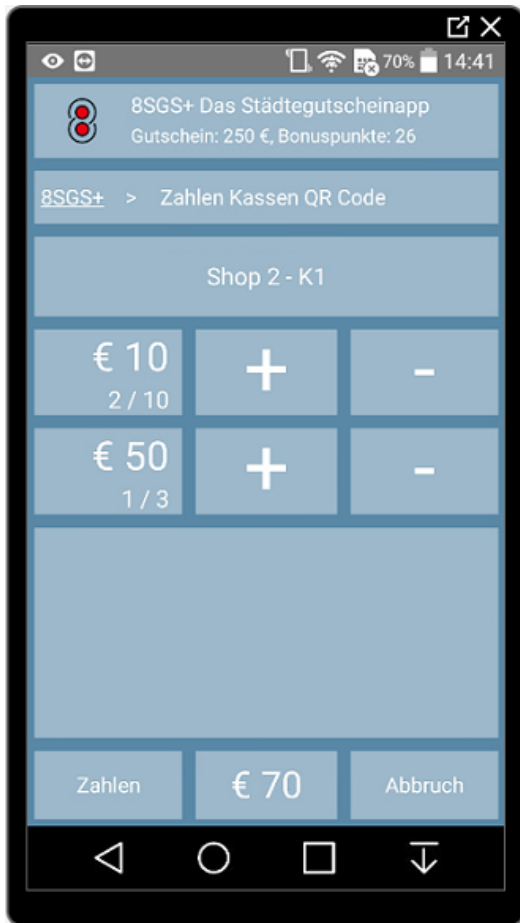 70% 14:41
8SGS+ Das Städtegutscheinapp
Gutschein: 250 €, Bonuspunkte: 26
8SGS+ > Zahlen Kassen QR Code
Shop 2 - K1
€ 10 + -
2 / 10
€ 50 + -
1 / 3
Zahlen € 70 Abbruch